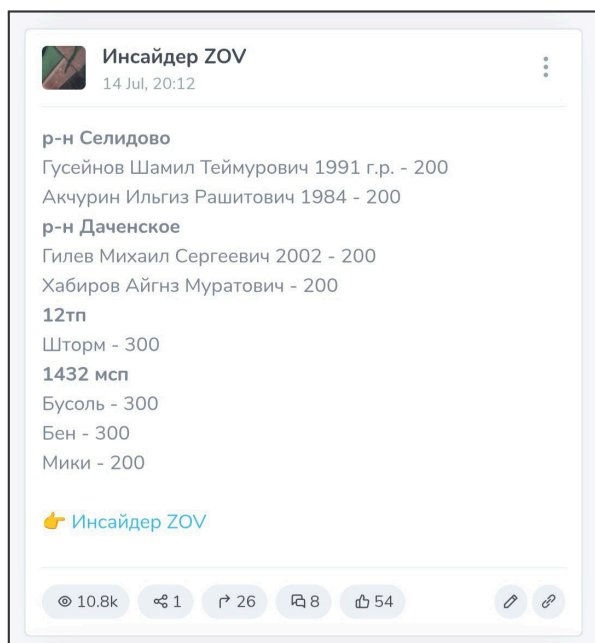 Инсайдер ZOV
14 Jul, 20:12
р-н Селидово
Гусейнов Шамил Теймурович 1991 г.р. - 200
Акчурин Ильгиз Рашитович 1984 - 200
р-н Даченское
Гилев Михаил Сергеевич 2002 - 200
Хабиров Айгнз Муратович - 200
12тп
Шторм - 300
1432 мсп
Бусоль - 300
Бен - 300
Мики - 200
👉 Инсайдер ZOV
10.8k 1 26 8 54